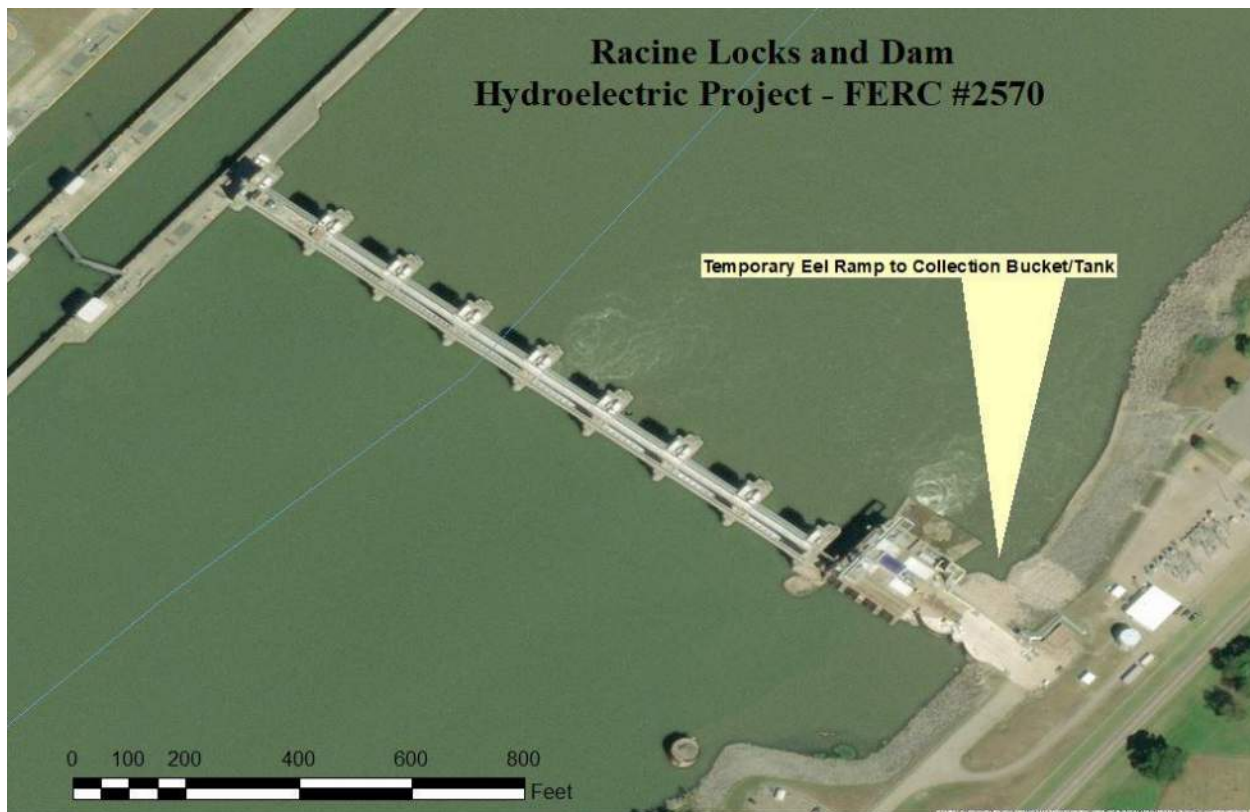 Racine Locks and Dam
Hydroelectric Project - FERC #2570
Temporary Eel Ramp to Collection Bucket/Tank
0 100 200 400 600 800
Feet